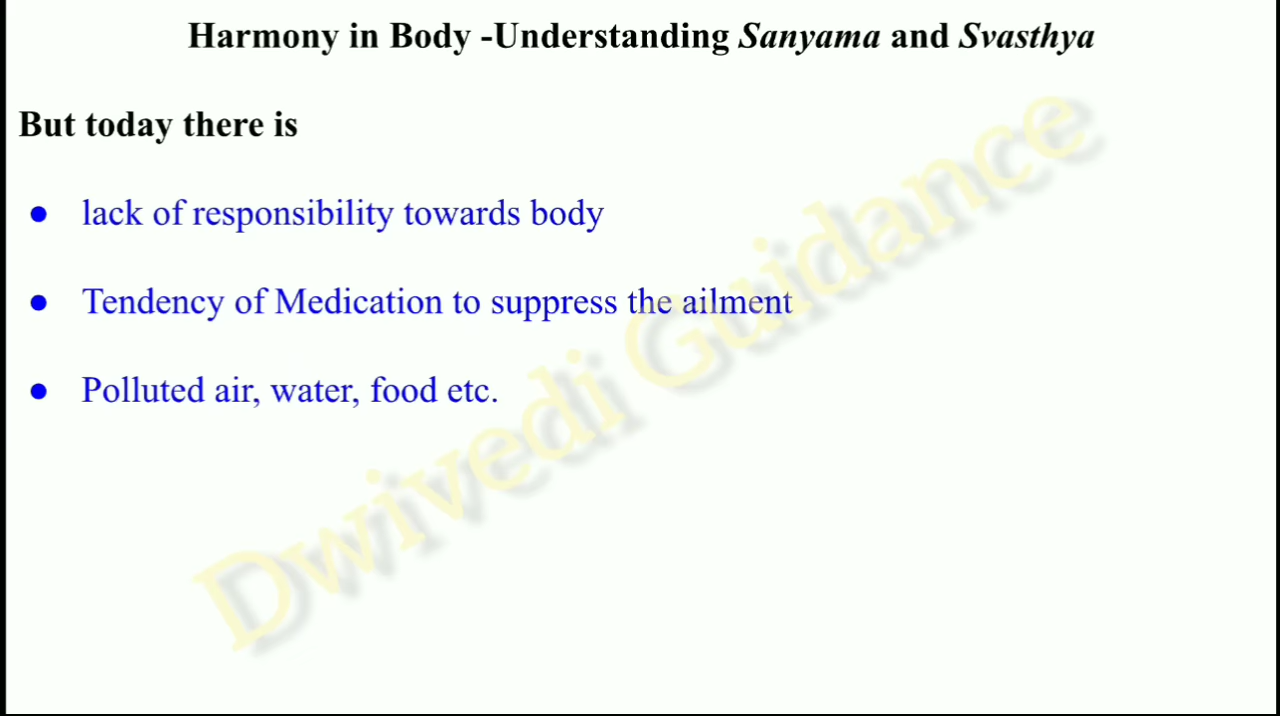 Harmony in Body -Understanding Sanyama and Svasthya
But today there is
● lack of responsibility towards body
● Tendency of Medication to suppress the ailment
● Polluted air, water, food etc.
Dwivedi Guidance